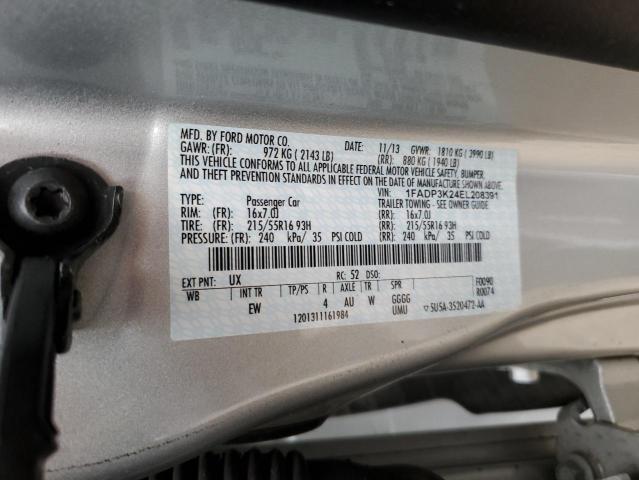 MFD. BY FORD MOTOR CO.
DATE: 11/13 GVWR: 1810 KG ( 3990 LB)
GAWR: (FR): 972 KG ( 2143 LB) (RR): 880 KG ( 1940 LB)
THIS VEHICLE CONFORMS TO ALL APPLICABLE FEDERAL MOTOR VEHICLE SAFETY, BUMPER,
AND THEFT PREVENTION STANDARDS IN EFFECT ON THE DATE OF MANUFACTURE SHOWN ABOVE.
VIN: 1FADP3K24EL208391
TYPE: Passenger Car TRAILER TOWING - SEE OWNER GUIDE.
RIM: (FR): 16x7.0J (RR): 16x7.0J
TIRE: (FR): 215/55R16 93H (RR): 215/55R16 93H
PRESSURE: (FR): 240 kPa/ 35 PSI COLD (RR): 240 kPa/ 35 PSI COLD
EXT PNT: UX RC: 52 DSO: F0090
WB INT TR TP/PS R AXLE TR SPR R0074
EW 4 AU W GGGG
1201311161984 UMU ▽ SU5A-3520472-AA